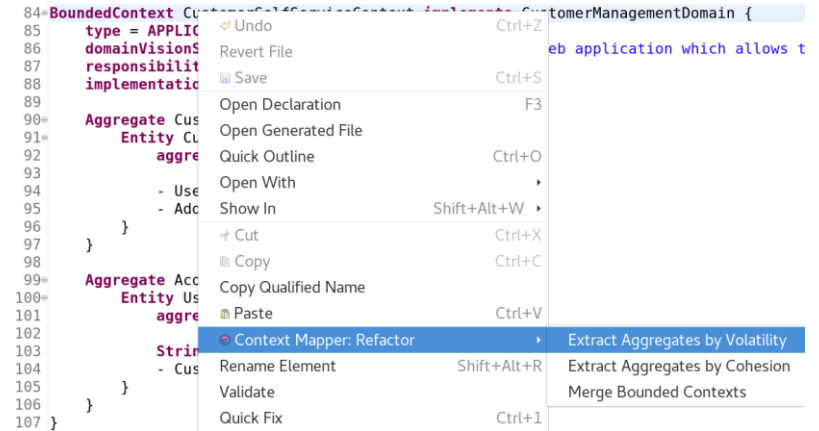 84 BoundedContext CustomerSelfServiceContext implements CustomerManagementDomain {
85 type = APPLIC
86 domainVisionS eb application which allows t
87 responsibilit
88 implementatio
89
90 Aggregate Cus
91 Entity Cu
92 aggre
93
94 - Use
95 - Add
96 }
97 }
98
99 Aggregate Acc
100 Entity Us
101 aggre
102
103 Strin
104 - Cus
105 }
106 }
107 }
Undo Ctrl+Z
Revert File
Save Ctrl+S
Open Declaration F3
Open Generated File
Quick Outline Ctrl+O
Open With
Show In Shift+Alt+W
Cut Ctrl+X
Copy Ctrl+C
Copy Qualified Name
Paste Ctrl+V
Context Mapper: Refactor
Rename Element Shift+Alt+R
Validate
Quick Fix Ctrl+1
Extract Aggregates by Volatility
Extract Aggregates by Cohesion
Merge Bounded Contexts